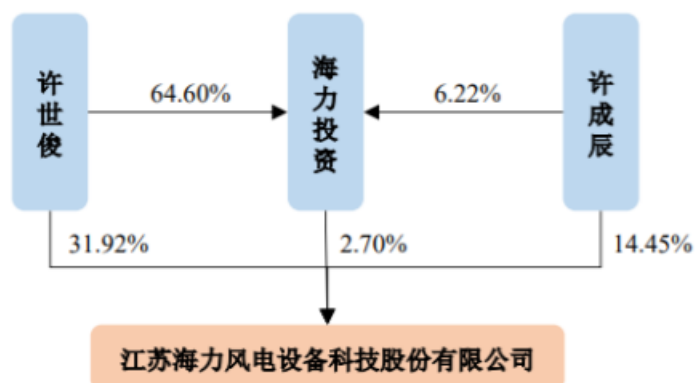 许世俊
64.60%
海力投资
6.22%
许成辰
31.92%
2.70%
14.45%
江苏海力风电设备科技股份有限公司